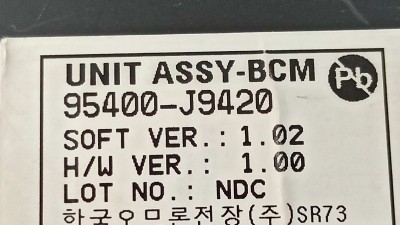 UNIT ASSY-BCM
Pb
95400-J9420
SOFT VER.: 1.02
H/W VER.: 1.00
LOT NO.: NDC
한국오므론전장(주)SR73